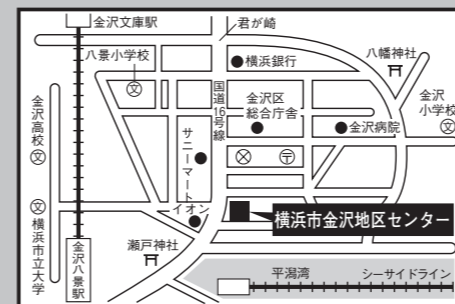 金沢文庫駅
君が崎
八景小学校
文
横浜銀行
八幡神社
金沢高校
文
国道16号線
金沢区
総合庁舎
金沢
小学校
文
金沢病院
サニーマート
イオン
文
横浜市立大学
横浜市金沢地区センター
瀬戸神社
金沢八景駅
平潟湾
シーサイドライン